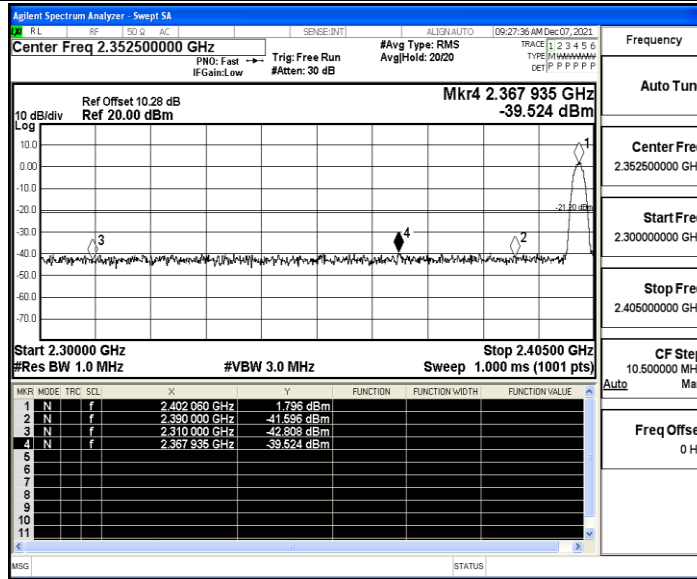 Agilent Spectrum Analyzer - Swept SA
RL RF 50 Ω AC SENSE:INT ALIGNAUTO 09:27:36 AM Dec 07, 2021
Center Freq 2.352500000 GHz
PNO: Fast
IFGain:Low
Trig: Free Run
#Atten: 30 dB
#Avg Type: RMS
Avg|Hold: 20/20
TRACE 1 2 3 4 5 6
TYPE MWWWWW
DET P P P P P P
Frequency
Auto Tun
Center Fre
2.352500000 GH
Start Fre
2.300000000 GH
Stop Fre
2.405000000 GH
CF Step
10.500000 MH
Auto Ma
Freq Offse
0 H
Mkr4 2.367 935 GHz
-39.524 dBm
Ref Offset 10.28 dB
10 dB/div Ref 20.00 dBm
Log
10.0
0.00
-10.0
-20.0
-30.0
-40.0
-50.0
-60.0
-70.0
1
-21.20 dBm
3
4
2
Start 2.30000 GHz Stop 2.40500 GHz
#Res BW 1.0 MHz #VBW 3.0 MHz Sweep 1.000 ms (1001 pts)
MKR MODE TRC SCL X Y FUNCTION FUNCTION WIDTH FUNCTION VALUE
1 N f 2.402 060 GHz 1.796 dBm
2 N f 2.390 000 GHz -41.596 dBm
3 N f 2.310 000 GHz -42.808 dBm
4 N f 2.367 935 GHz -39.524 dBm
5
6
7
8
9
10
11
MSG STATUS